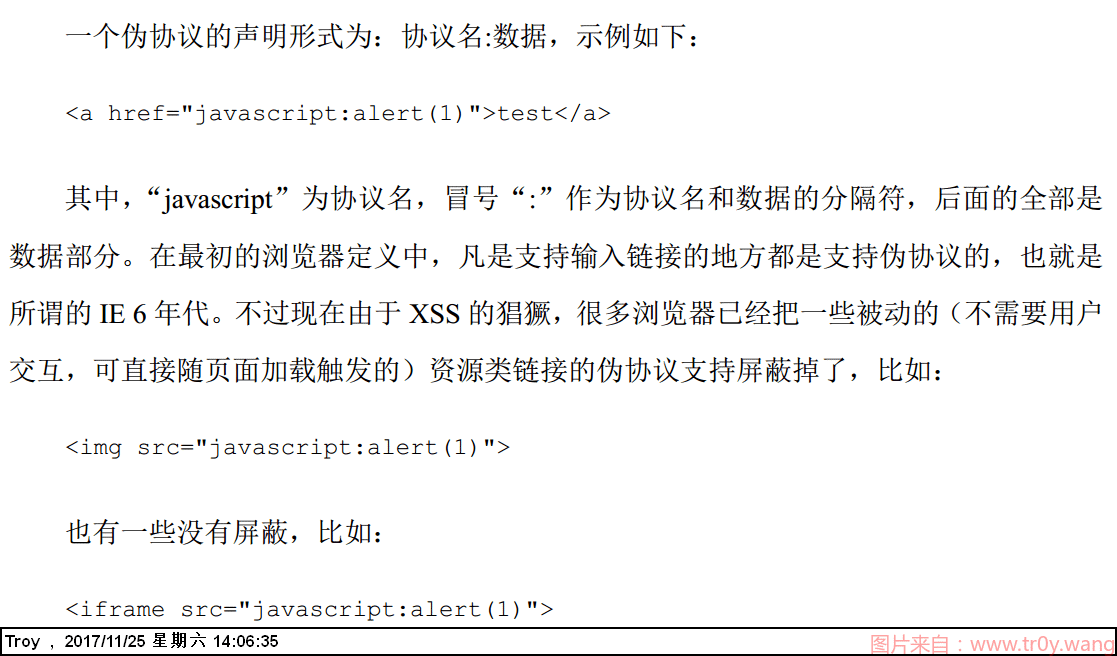 一个伪协议的声明形式为：协议名:数据，示例如下：
<a href="javascript:alert(1)">test</a>
其中，“javascript”为协议名，冒号“:”作为协议名和数据的分隔符，后面的全部是
数据部分。在最初的浏览器定义中，凡是支持输入链接的地方都是支持伪协议的，也就是
所谓的 IE 6 年代。不过现在由于 XSS 的猖獗，很多浏览器已经把一些被动的（不需要用户
交互，可直接随页面加载触发的）资源类链接的伪协议支持屏蔽掉了，比如：
<img src="javascript:alert(1)">
也有一些没有屏蔽，比如：
<iframe src="javascript:alert(1)">
Troy , 2017/11/25 星期六 14:06:35
图片来自：www.tr0y.wang